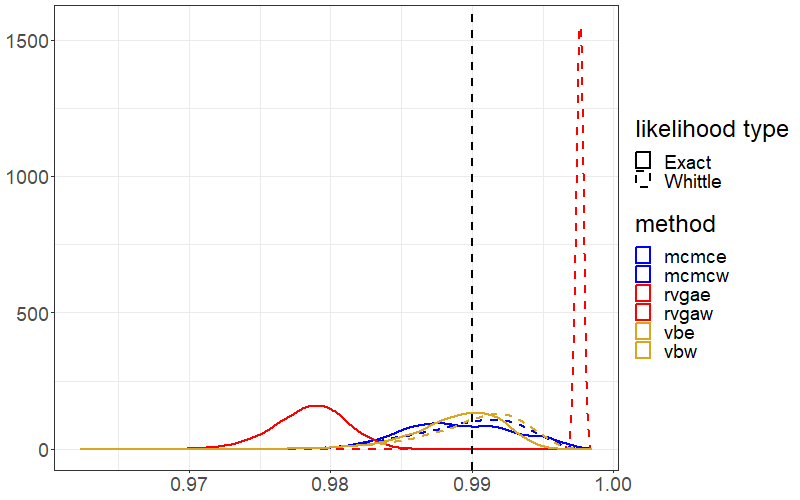 1500
1000
500
0
0.97
0.98
0.99
1.00
likelihood type
Exact
Whittle
method
mcmce
mcmcw
rvgae
rvgaw
vbe
vbw